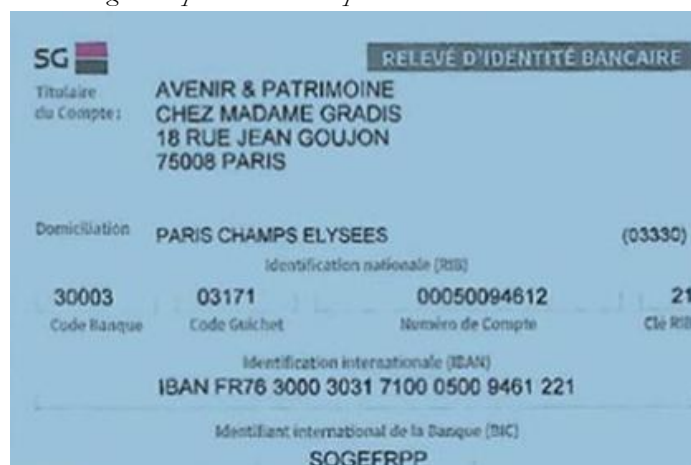 SG
RELEVÉ D'IDENTITÉ BANCAIRE
Titulaire
du Compte:
AVENIR & PATRIMOINE
CHEZ MADAME GRADIS
18 RUE JEAN GOUJON
75008 PARIS
Domiciliation
PARIS CHAMPS ELYSEES (03330)
Identification nationale (RIB)
30003 03171 00050094612 21
Code Banque Code Guichet Numéro de Compte Clé RIB
Identification internationale (IBAN)
IBAN FR76 3000 3031 7100 0500 9461 221
Identifiant international de la Banque (BIC)
SOGEFRPP